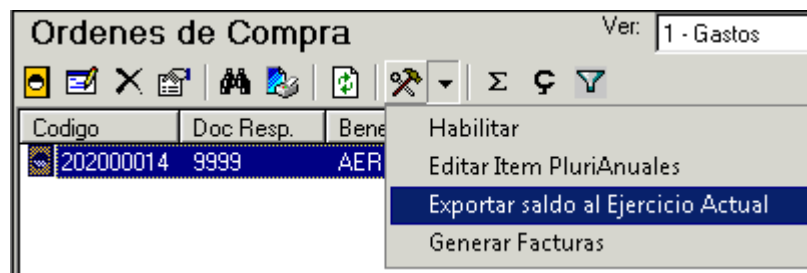 Ordenes de Compra Ver: 1 - Gastos
Σ Ç
Codigo Doc Resp. Bene
202000014 9999 AER
Habilitar
Editar Item PluriAnuales
Exportar saldo al Ejercicio Actual
Generar Facturas